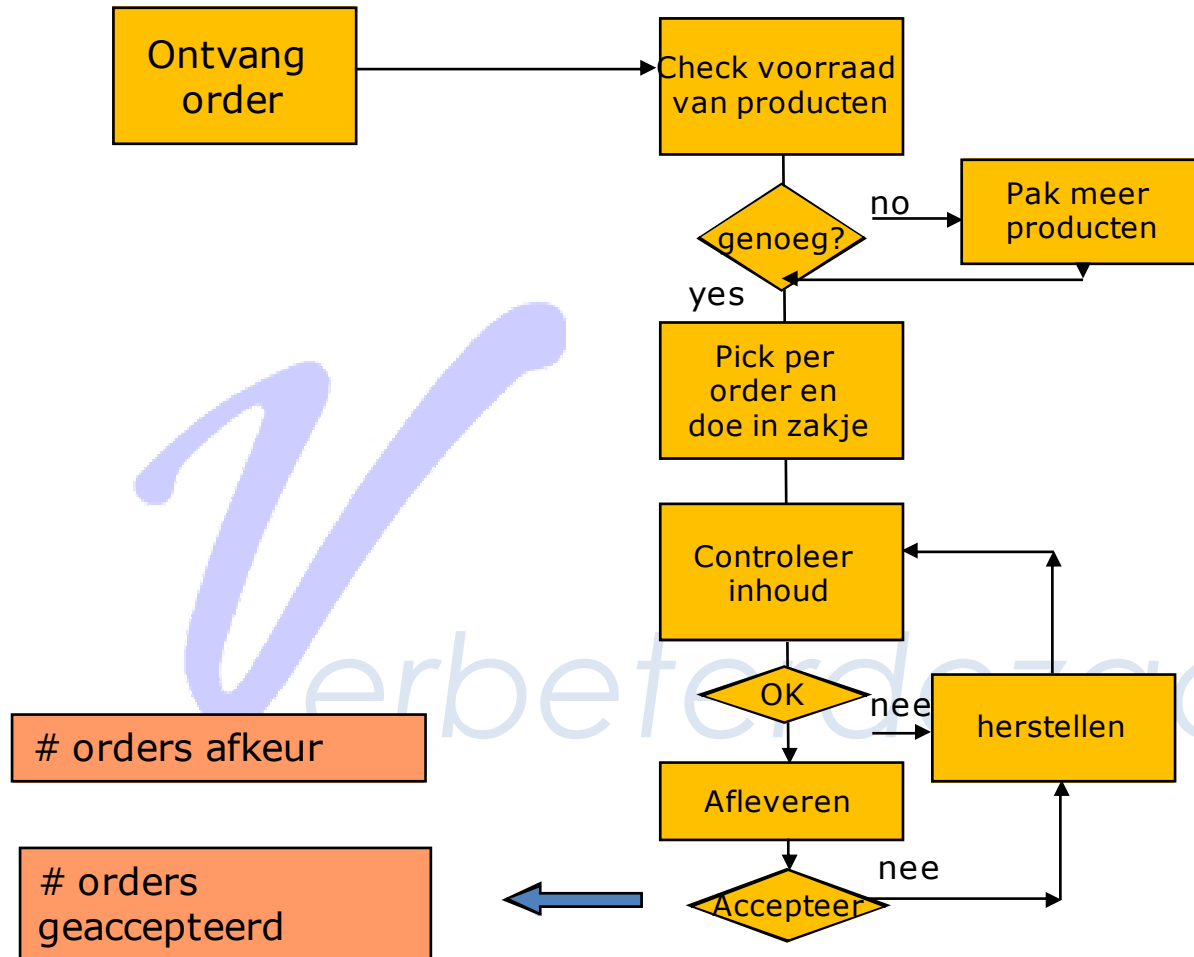 Ontvang
order
Check voorraad
van producten
genoeg?
no
Pak meer
producten
yes
Pick per
order en
doe in zakje
Controleer
inhoud
OK
nee
herstellen
# orders afkeur
Afleveren
# orders
geaccepteerd
Accepteer
nee